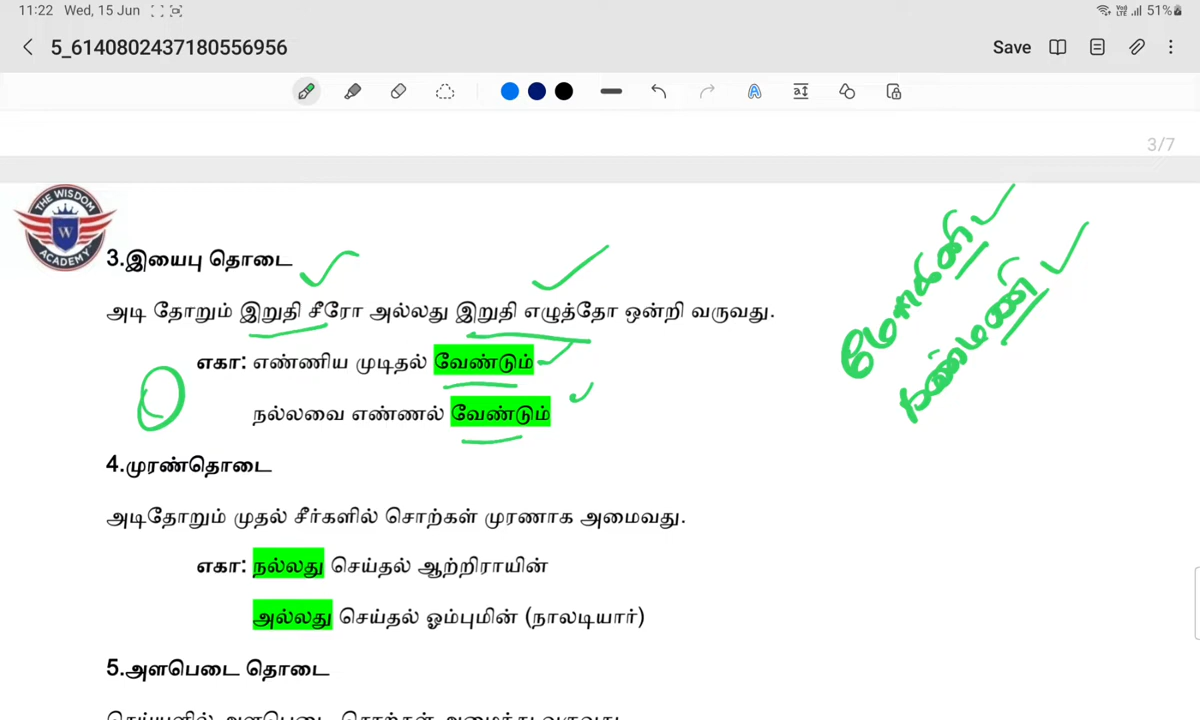 11:22 Wed, 15 Jun
51%
5_6140802437180556956
Save
3/7
THE WISDOM
W
ACADEMY
3.இயைபு தொடை
அடி தோறும் இறுதி சீரோ அல்லது இறுதி எழுத்தோ ஒன்றி வருவது.
எகா: எண்ணிய முடிதல் வேண்டும்
நல்லவை எண்ணல் வேண்டும்
4.முரண்தொடை
அடிதோறும் முதல் சீர்களில் சொற்கள் முரணாக அமைவது.
எகா: நல்லது செய்தல் ஆற்றிராயின்
அல்லது செய்தல் ஓம்புமின் (நாலடியார்)
5.அளபெடை தொடை